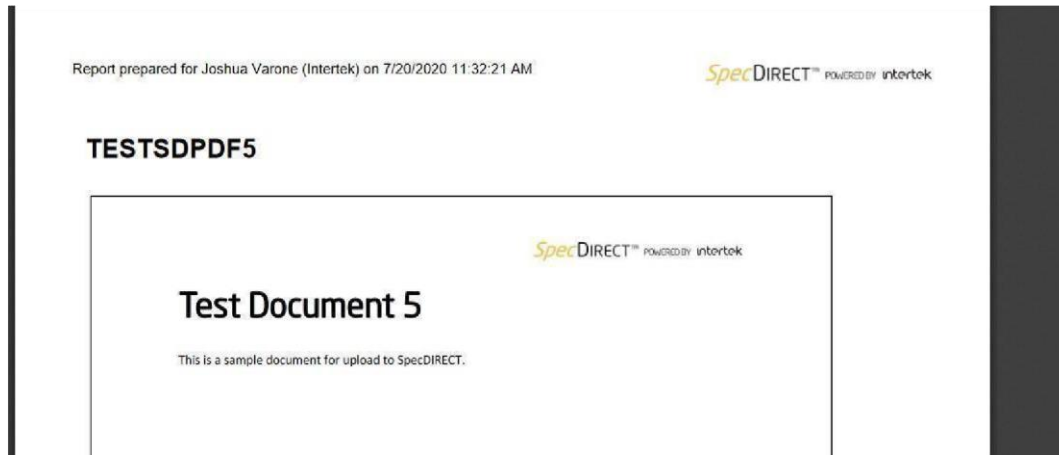 Report prepared for Joshua Varone (Intertek) on 7/20/2020 11:32:21 AM
SpecDIRECT™ POWERED BY intertek
TESTSDPDF5
SpecDIRECT™ POWERED BY intertek
Test Document 5
This is a sample document for upload to SpecDIRECT.